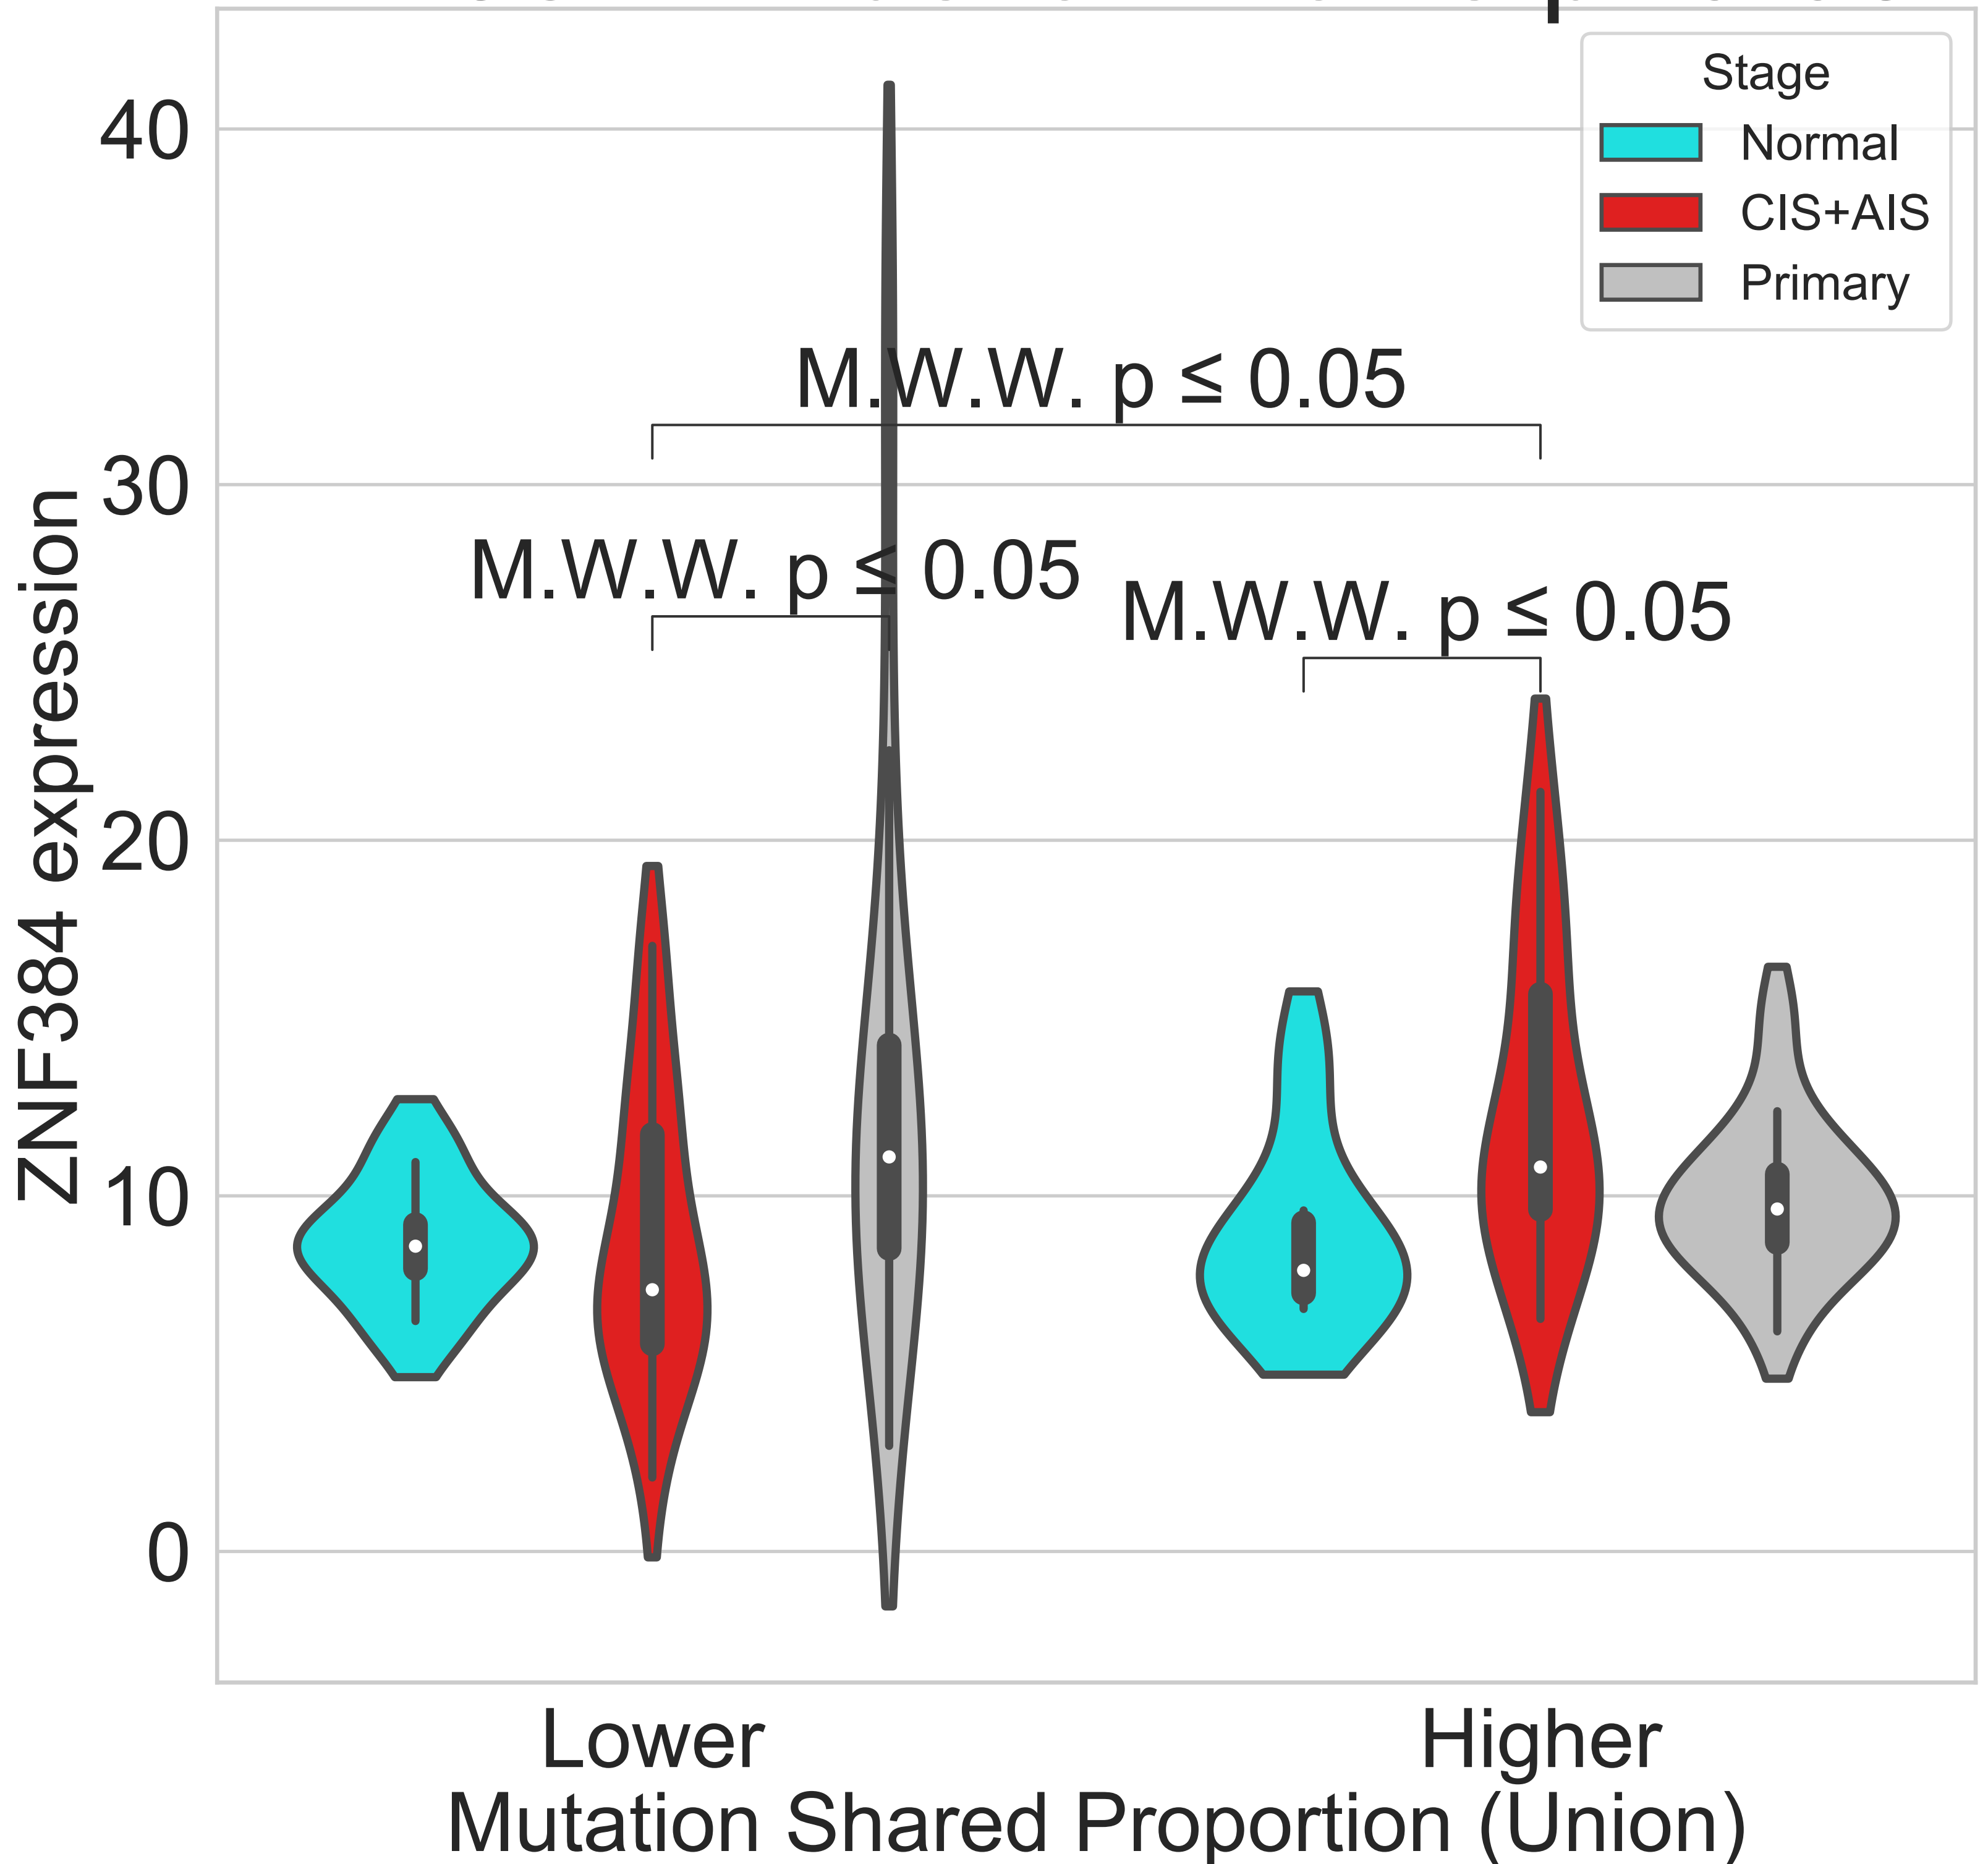 Stage
Normal
CIS+AIS
Primary
40
30
20
10
0
ZNF384 expression
M.W.W. p ≤ 0.05
M.W.W. p ≤ 0.05
M.W.W. p ≤ 0.05
Lower
Higher
Mutation Shared Proportion (Union)